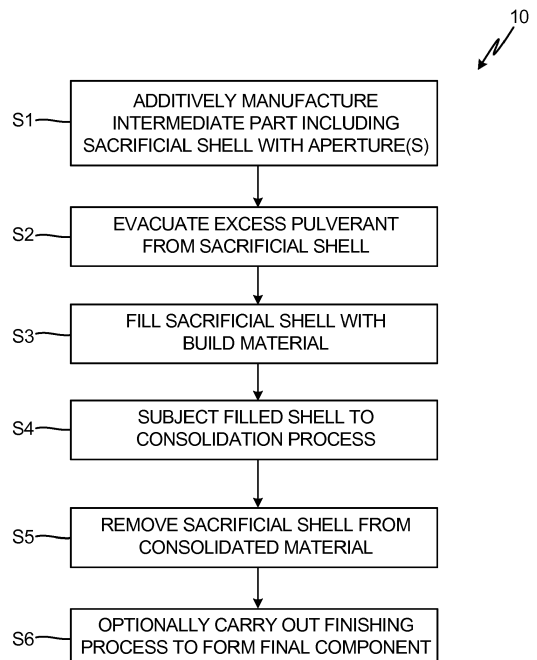 10
S1
ADDITIVELY MANUFACTURE
INTERMEDIATE PART INCLUDING
SACRIFICIAL SHELL WITH APERTURE(S)
S2
EVACUATE EXCESS PULVERANT
FROM SACRIFICIAL SHELL
S3
FILL SACRIFICIAL SHELL WITH
BUILD MATERIAL
S4
SUBJECT FILLED SHELL TO
CONSOLIDATION PROCESS
S5
REMOVE SACRIFICIAL SHELL FROM
CONSOLIDATED MATERIAL
S6
OPTIONALLY CARRY OUT FINISHING
PROCESS TO FORM FINAL COMPONENT